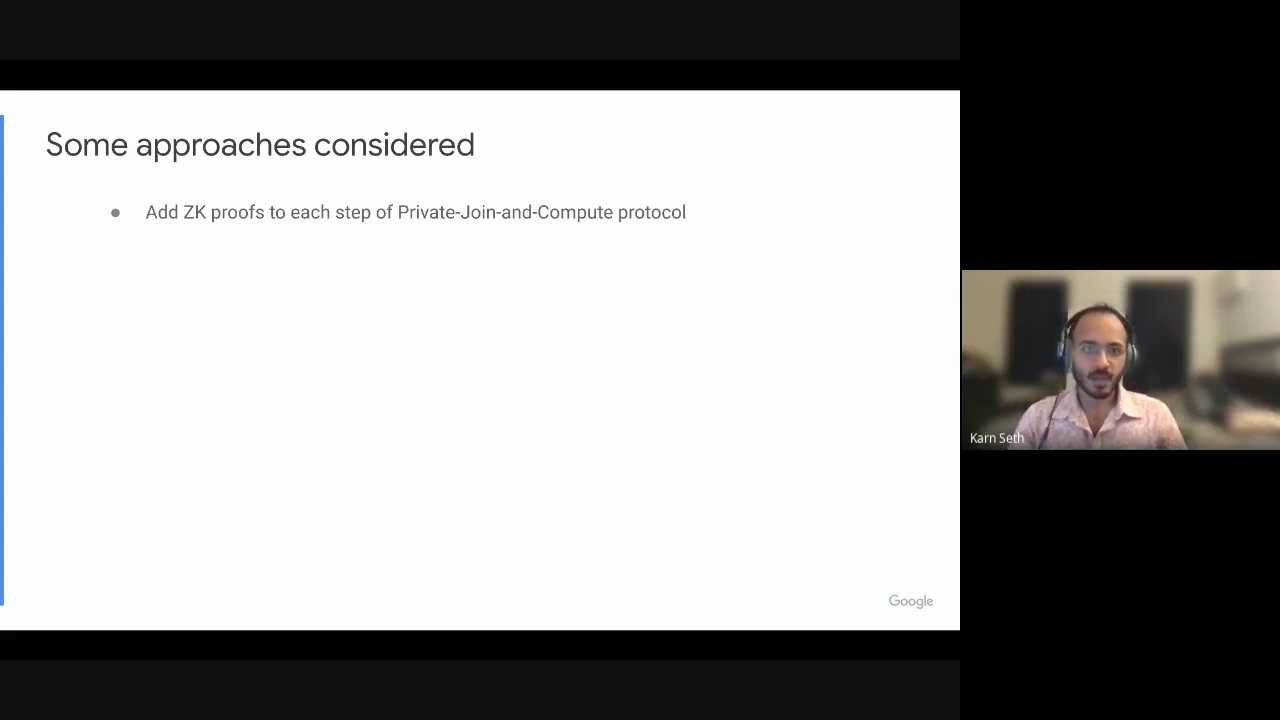 Some approaches considered
● Add ZK proofs to each step of Private-Join-and-Compute protocol
Google
Karn Seth